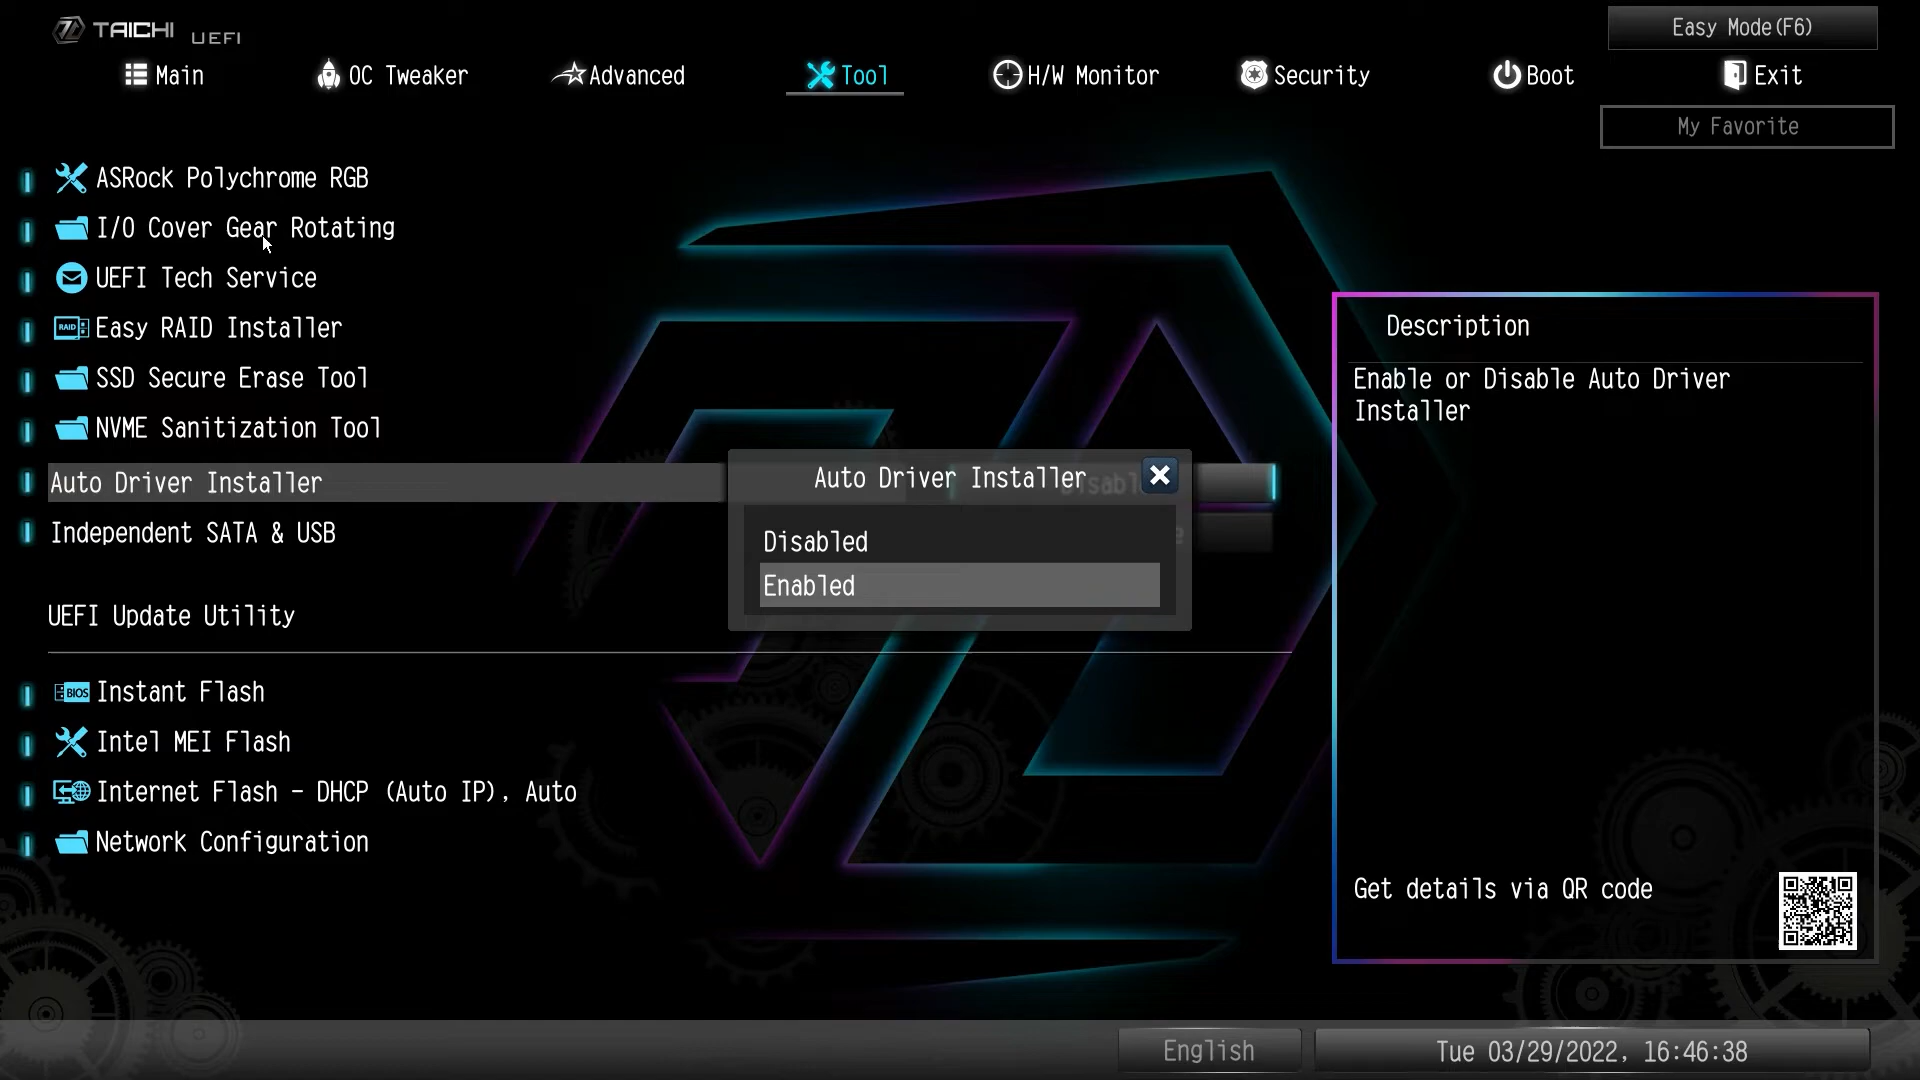 TAICHI UEFI
Easy Mode(F6)
Main OC Tweaker Advanced Tool H/W Monitor Security Boot Exit
My Favorite
ASRock Polychrome RGB
I/O Cover Gear Rotating
UEFI Tech Service
RAID Easy RAID Installer
SSD Secure Erase Tool
NVME Sanitization Tool
Auto Driver Installer
Independent SATA & USB
UEFI Update Utility
BIOS Instant Flash
Intel MEI Flash
Internet Flash - DHCP (Auto IP), Auto
Network Configuration
Auto Driver Installer
Disabled
Enabled
Description
Enable or Disable Auto Driver
Installer
Get details via QR code
English
Tue 03/29/2022, 16:46:38